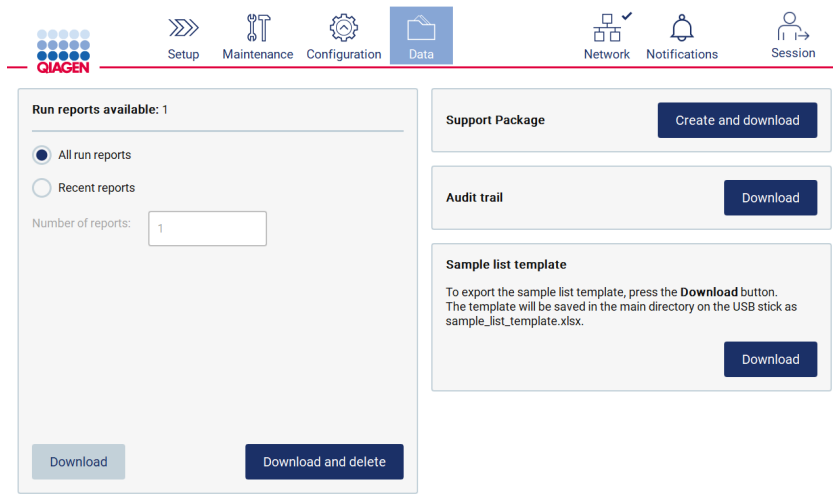 QIAGEN
Setup
Maintenance
Configuration
Data
Network
Notifications
Session
Run reports available: 1
All run reports
Recent reports
Number of reports:
1
Download
Download and delete
Support Package
Create and download
Audit trail
Download
Sample list template
To export the sample list template, press the Download button.
The template will be saved in the main directory on the USB stick as
sample_list_template.xlsx.
Download